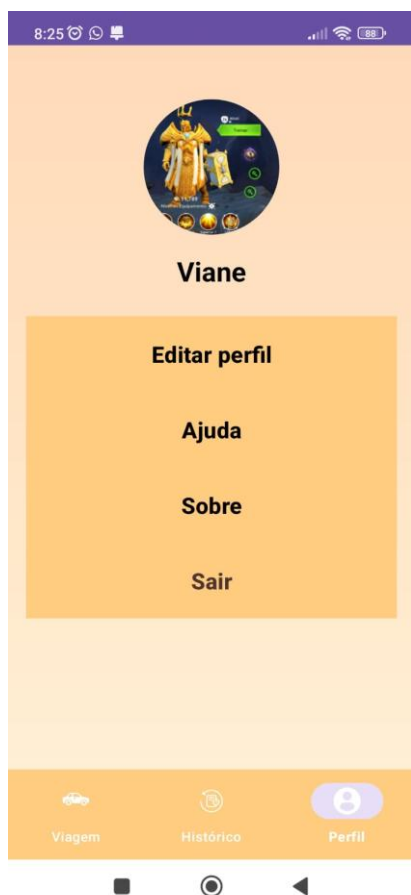 8:25
88
Viane
Editar perfil
Ajuda
Sobre
Sair
Viagem
Histórico
Perfil